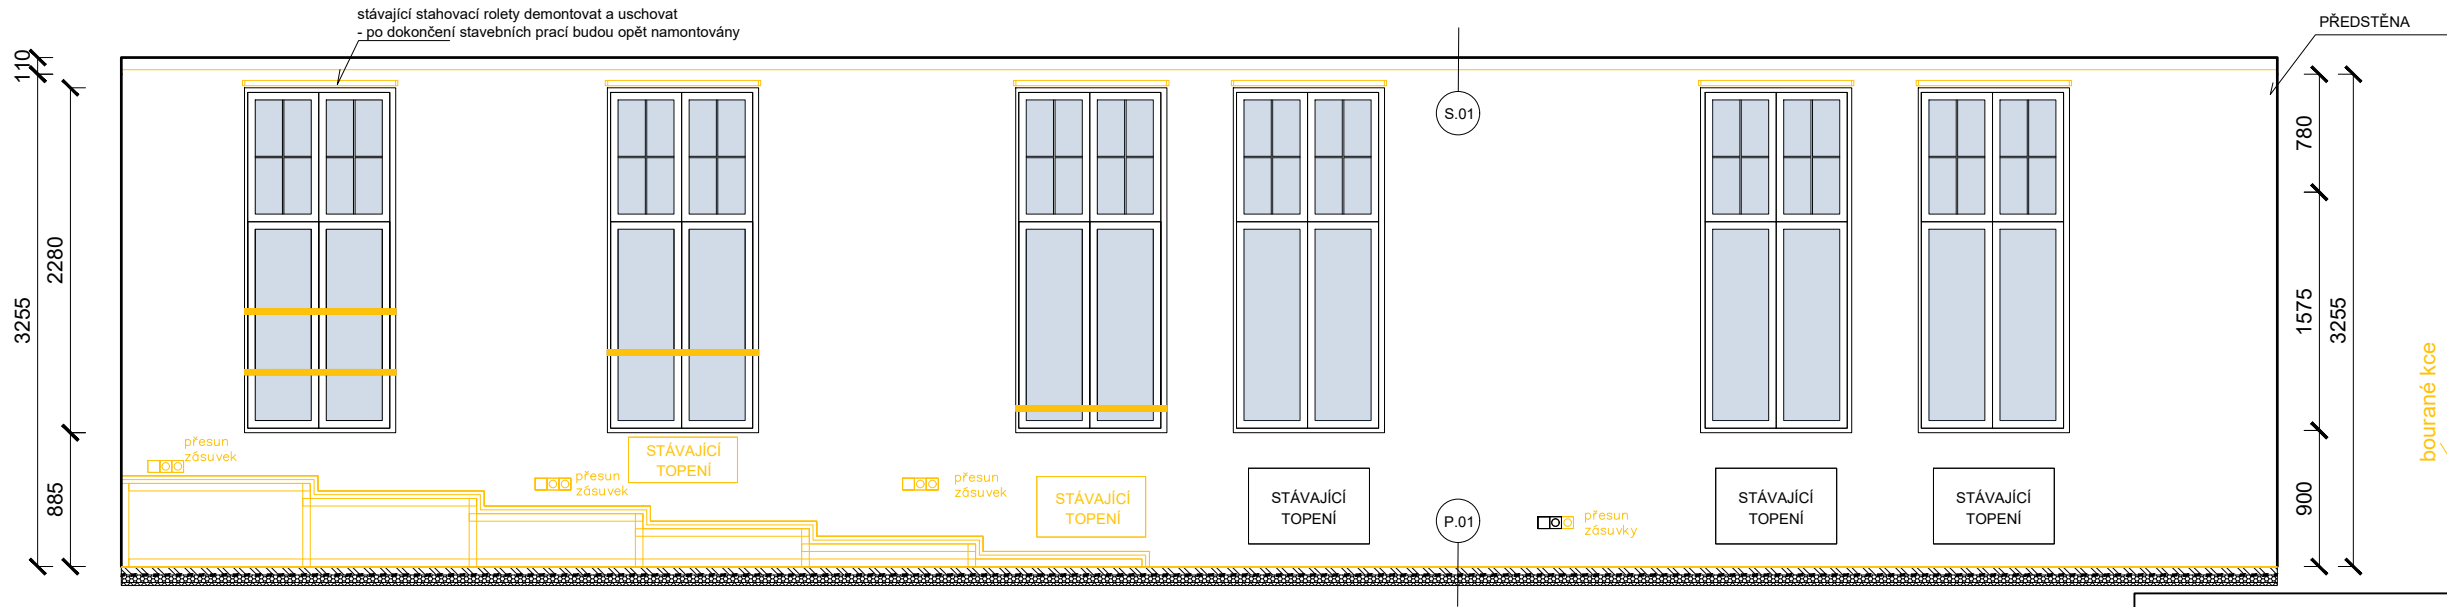 stávající stahovací rolety demontovat a uschovat
- po dokončení stavebních prací budou opět namontovány
PŘEDSTĚNA
110
3255
2280
885
S.01
780
1575
3255
900
bourané kce
přesun
zásuvek
STÁVAJÍCÍ
TOPENÍ
přesun
zásuvek
přesun
zásuvek
STÁVAJÍCÍ
TOPENÍ
STÁVAJÍCÍ
TOPENÍ
P.01
přesun
zásuvky
STÁVAJÍCÍ
TOPENÍ
STÁVAJÍCÍ
TOPENÍ